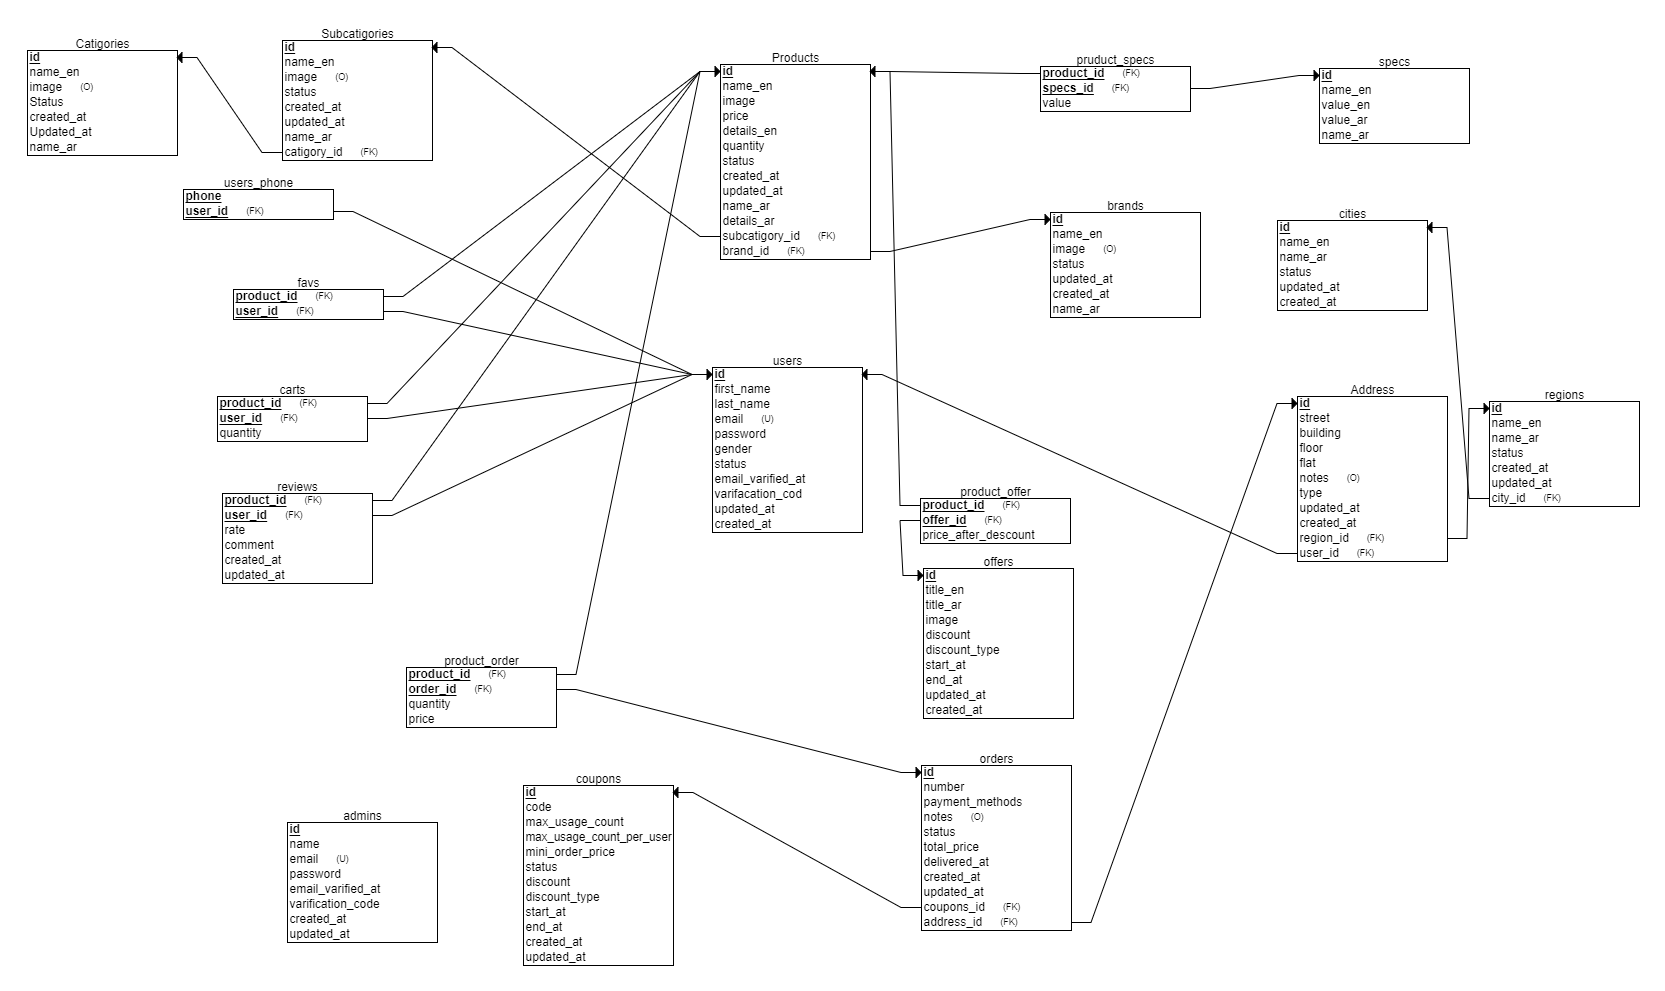 Catigories
id
name_en
image (O)
Status
created_at
Updated_at
name_ar
Subcatigories
id
name_en
image (O)
status
created_at
updated_at
name_ar
catigory_id (FK)
Products
id
name_en
image
price
details_en
quantity
status
created_at
updated_at
name_ar
details_ar
subcatigory_id (FK)
brand_id (FK)
pruduct_specs
product_id (FK)
specs_id (FK)
value
specs
id
name_en
value_en
value_ar
name_ar
users_phone
phone
user_id (FK)
brands
id
name_en
image (O)
status
updated_at
created_at
name_ar
cities
id
name_en
name_ar
status
updated_at
created_at
favs
product_id (FK)
user_id (FK)
carts
product_id (FK)
user_id (FK)
quantity
users
id
first_name
last_name
email (U)
password
gender
status
email_varified_at
varifacation_cod
updated_at
created_at
Address
id
street
building
floor
flat
notes (O)
type
updated_at
created_at
region_id (FK)
user_id (FK)
regions
id
name_en
name_ar
status
created_at
updated_at
city_id (FK)
reviews
product_id (FK)
user_id (FK)
rate
comment
created_at
updated_at
product_offer
product_id (FK)
offer_id (FK)
price_after_descount
offers
id
title_en
title_ar
image
discount
discount_type
start_at
end_at
updated_at
created_at
product_order
product_id (FK)
order_id (FK)
quantity
price
orders
id
number
payment_methods
notes (O)
status
total_price
delivered_at
created_at
updated_at
coupons_id (FK)
address_id (FK)
coupons
id
code
max_usage_count
max_usage_count_per_user
mini_order_price
status
discount
discount_type
start_at
end_at
created_at
updated_at
admins
id
name
email (U)
password
email_varified_at
varification_code
created_at
updated_at